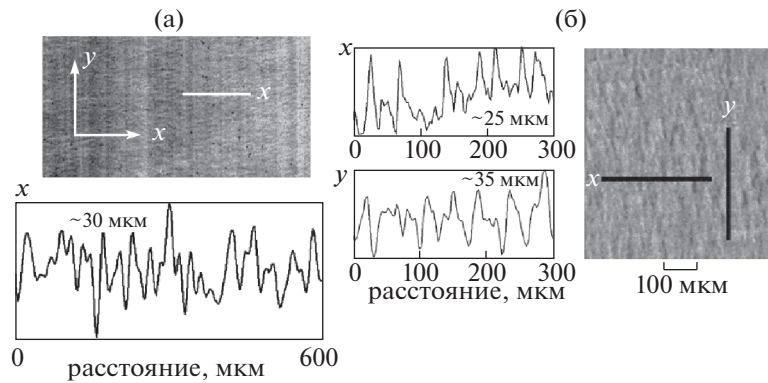 (а)
y
x
x
x
~30 мкм
0
600
расстояние, мкм
(б)
x
~25 мкм
0
100
200
300
y
~35 мкм
0
100
200
300
расстояние, мкм
y
x
100 мкм